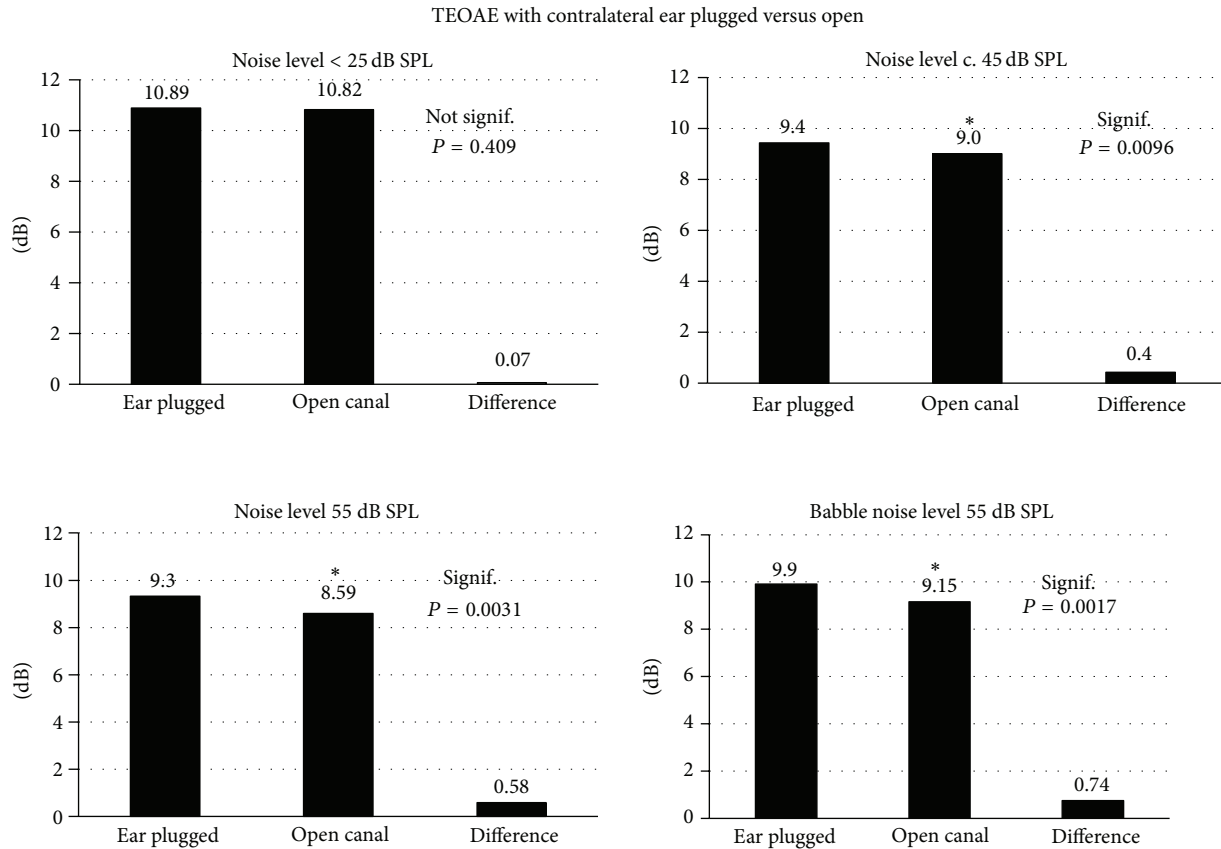 TEOAE with contralateral ear plugged versus open
Noise level < 25 dB SPL
12
10
8
6
4
2
0
(dB)
10.89
10.82
0.07
Not signif.
P = 0.409
Ear plugged
Open canal
Difference
Noise level c. 45 dB SPL
12
10
8
6
4
2
0
(dB)
9.4
*
9.0
0.4
Signif.
P = 0.0096
Ear plugged
Open canal
Difference
Noise level 55 dB SPL
12
10
8
6
4
2
0
(dB)
9.3
*
8.59
0.58
Signif.
P = 0.0031
Ear plugged
Open canal
Difference
Babble noise level 55 dB SPL
12
10
8
6
4
2
0
(dB)
9.9
*
9.15
0.74
Signif.
P = 0.0017
Ear plugged
Open canal
Difference